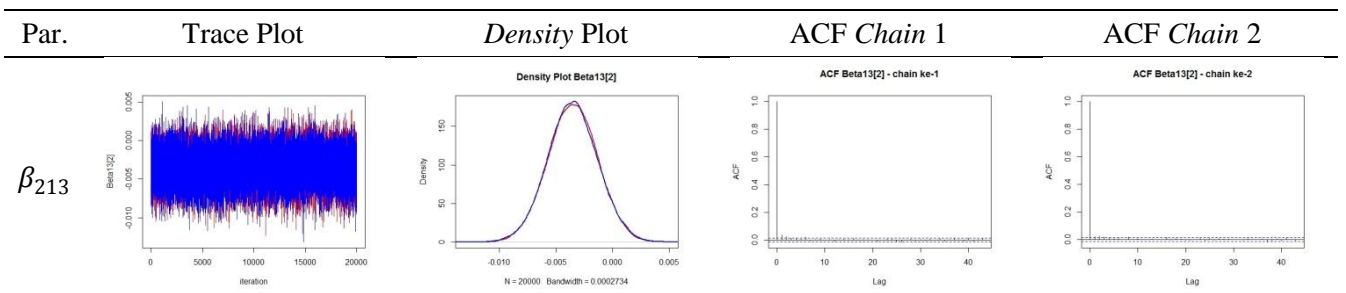 Par. Trace Plot Density Plot ACF Chain 1 ACF Chain 2
β213
Beta13[2]
0.005
0.000
-0.005
-0.010
0 5000 10000 15000 20000
iteration
Density Plot Beta13[2]
Density
150
100
50
0
-0.010 -0.005 0.000 0.005
N = 20000 Bandwidth = 0.0002734
ACF Beta13[2] - chain ke-1
ACF
1.0
0.8
0.6
0.4
0.2
0.0
0 10 20 30 40
Lag
ACF Beta13[2] - chain ke-2
ACF
1.0
0.8
0.6
0.4
0.2
0.0
0 10 20 30 40
Lag